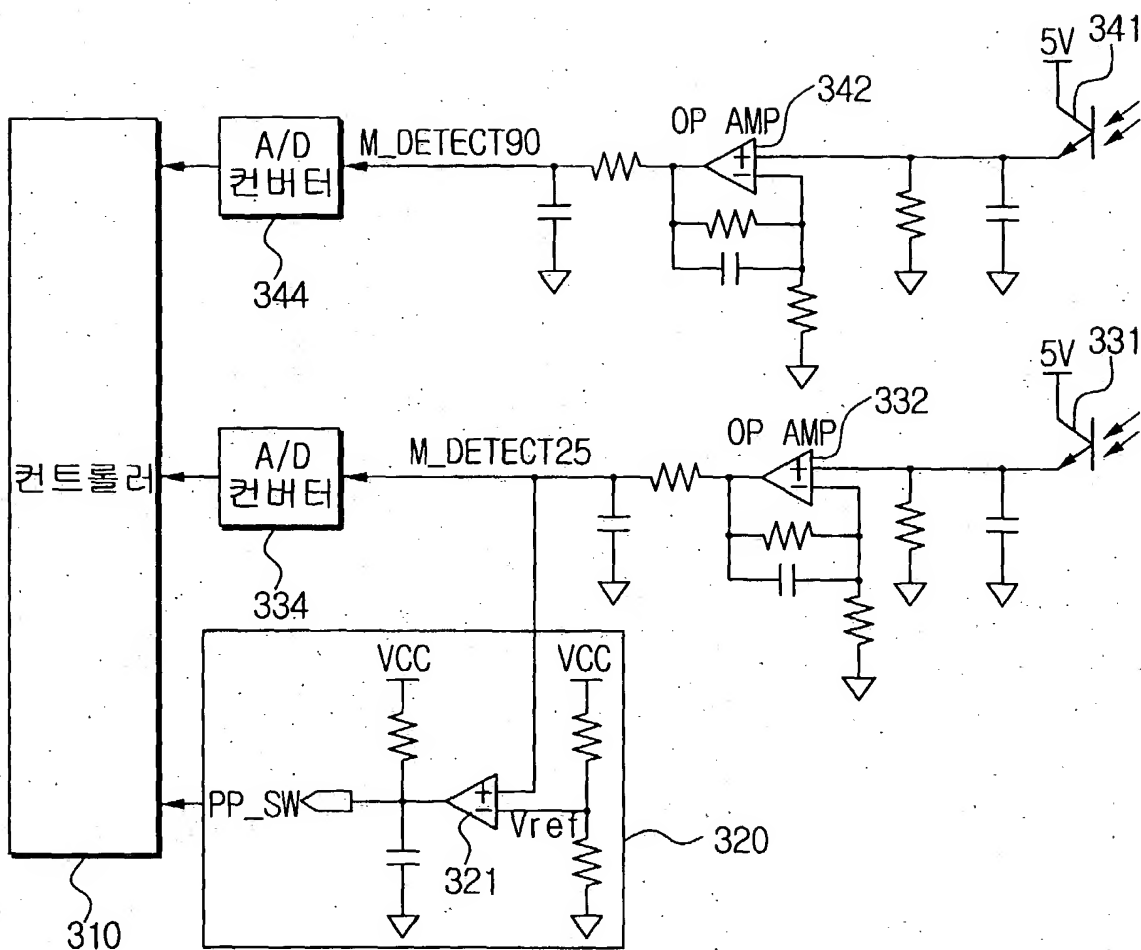 341
5V
342
OP AMP
A/D
컨버터
M_DETECT90
+
−
344
331
5V
332
OP AMP
A/D
컨버터
M_DETECT25
+
−
컨트롤러
334
VCC
VCC
PP_SW
+
−
Vref
320
321
310